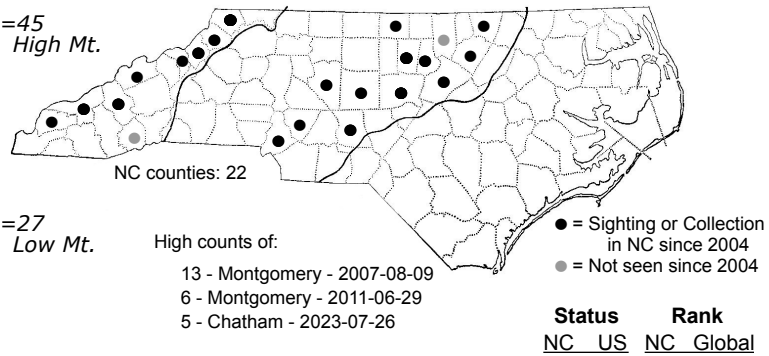 =45
High Mt.
NC counties: 22
=27
Low Mt.
High counts of:
13 - Montgomery - 2007-08-09
6 - Montgomery - 2011-06-29
5 - Chatham - 2023-07-26
= Sighting or Collection
in NC since 2004
= Not seen since 2004
Status Rank
NC US NC Global